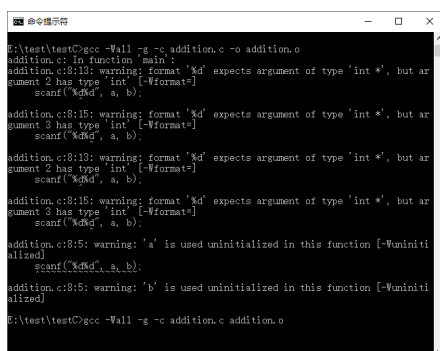 命令提示符
E:\test\testC>gcc -Wall -g -c addition.c -o addition.o
addition.c: In function 'main':
addition.c:8:13: warning: format '%d' expects argument of type 'int *', but ar
gument 2 has type 'int' [-Wformat=]
scanf("%d%d", a, b);
^
addition.c:8:15: warning: format '%d' expects argument of type 'int *', but ar
gument 3 has type 'int' [-Wformat=]
scanf("%d%d", a, b);
^
addition.c:8:13: warning: format '%d' expects argument of type 'int *', but ar
gument 2 has type 'int' [-Wformat=]
scanf("%d%d", a, b);
^
addition.c:8:15: warning: format '%d' expects argument of type 'int *', but ar
gument 3 has type 'int' [-Wformat=]
scanf("%d%d", a, b);
^
addition.c:8:5: warning: 'a' is used uninitialized in this function [-Wuniniti
alized]
scanf("%d%d", a, b);
^~~~~~~~~~~~~~~~~~~
addition.c:8:5: warning: 'b' is used uninitialized in this function [-Wuniniti
alized]
E:\test\testC>gcc -Wall -g -c addition.c addition.o